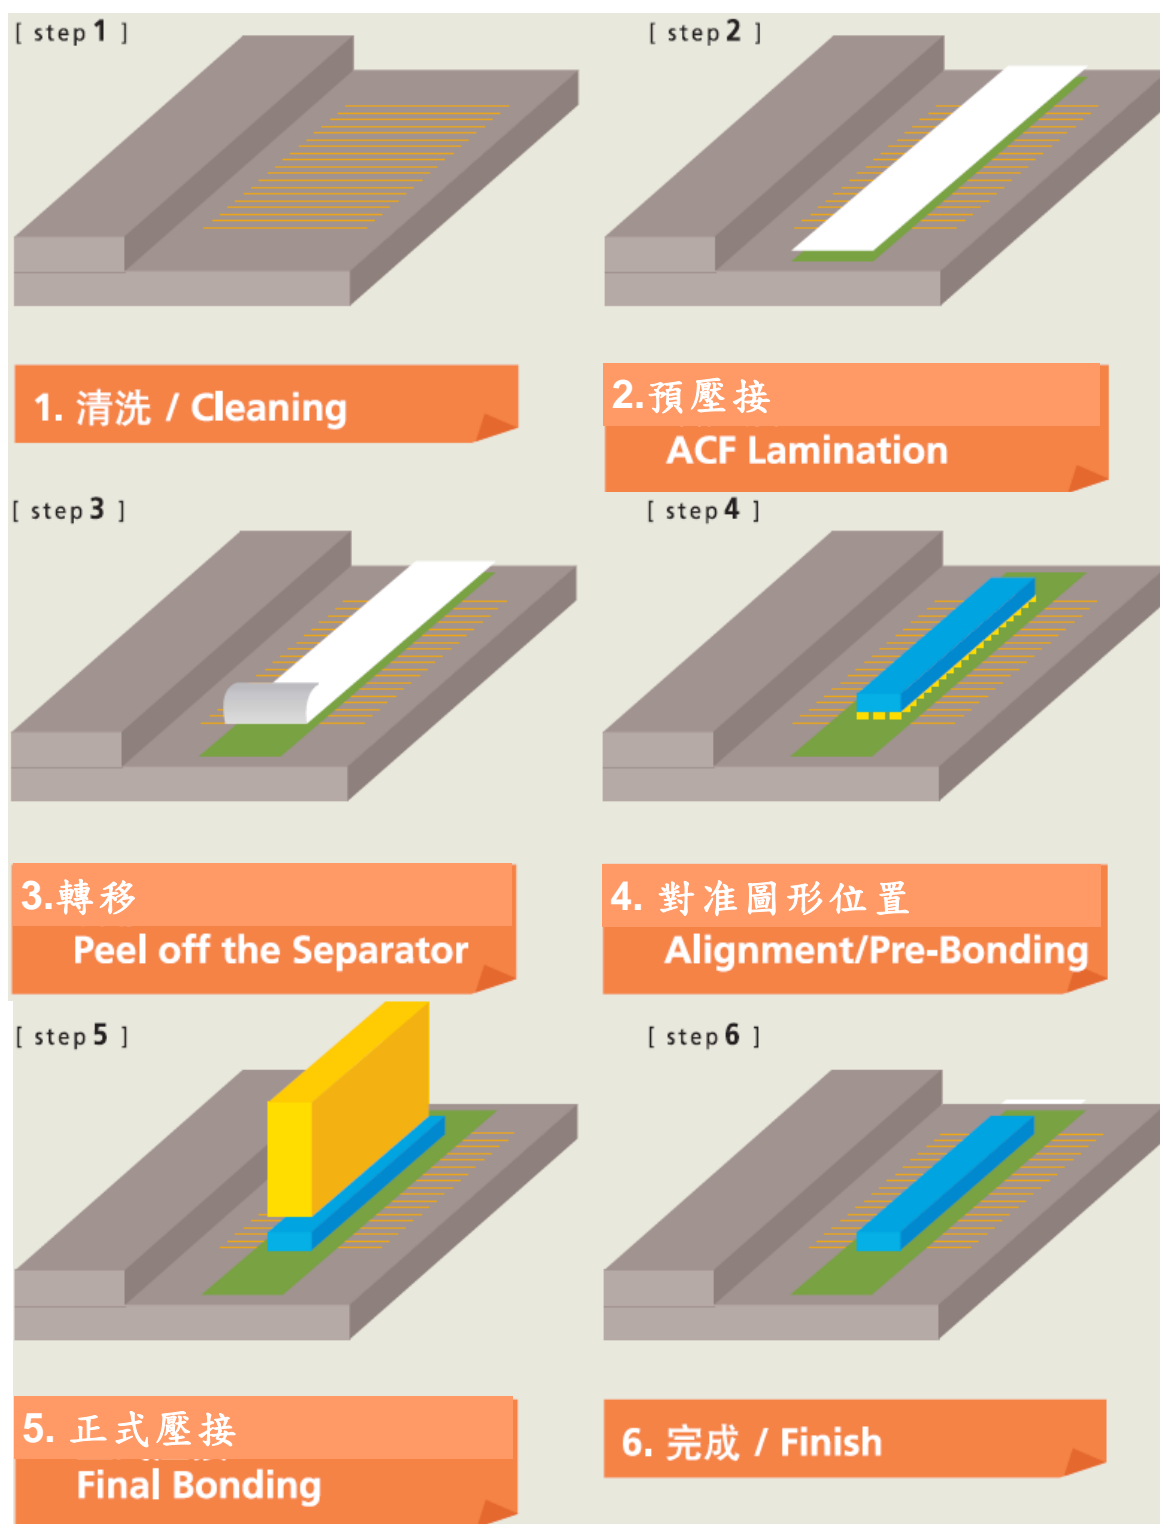 [ step 1 ]
[ step 2 ]
1. 清洗 / Cleaning
2.預壓接
ACF Lamination
[ step 3 ]
[ step 4 ]
3.轉移
Peel off the Separator
4. 對准圖形位置
Alignment/Pre-Bonding
[ step 5 ]
[ step 6 ]
5. 正式壓接
Final Bonding
6. 完成 / Finish